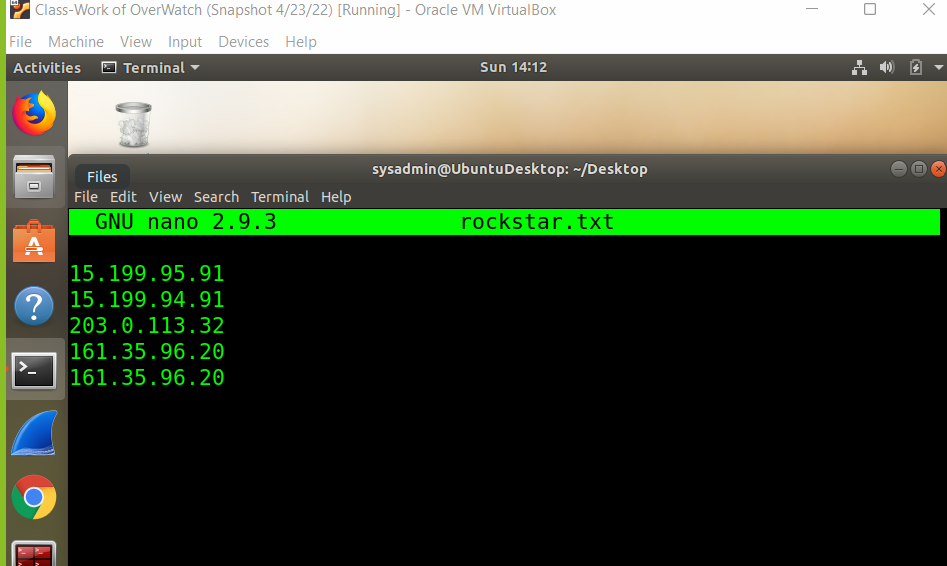 Class-Work of OverWatch (Snapshot 4/23/22) [Running] - Oracle VM VirtualBox
File Machine View Input Devices Help
Activities Terminal Sun 14:12
sysadmin@UbuntuDesktop: ~/Desktop
Files
File Edit View Search Terminal Help
GNU nano 2.9.3 rockstar.txt
15.199.95.91
15.199.94.91
203.0.113.32
161.35.96.20
161.35.96.20